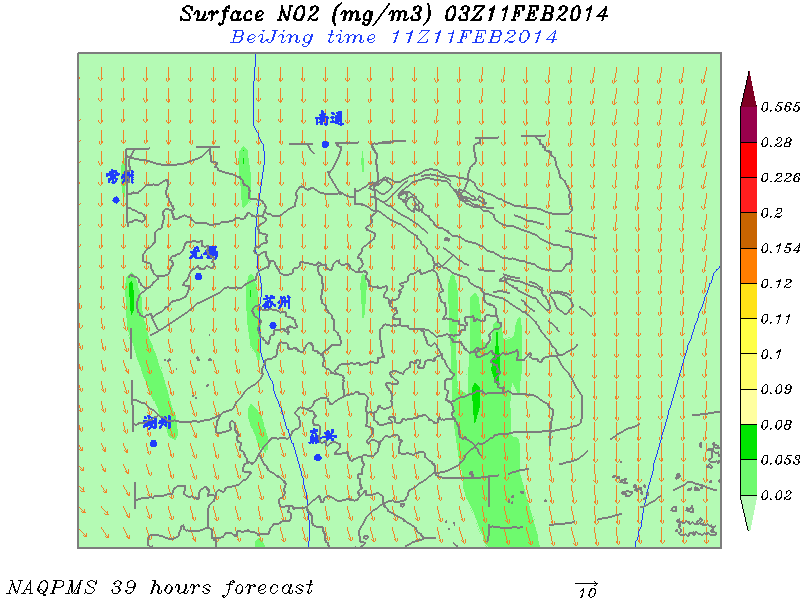 Surface NO2 (mg/m3) 03Z11FEB2014
BeiJing time 11Z11FEB2014
南通
常州
无锡
苏州
湖州
嘉兴
0.565
0.28
0.226
0.2
0.154
0.12
0.11
0.1
0.09
0.08
0.053
0.02
NAQPMS 39 hours forecast
10